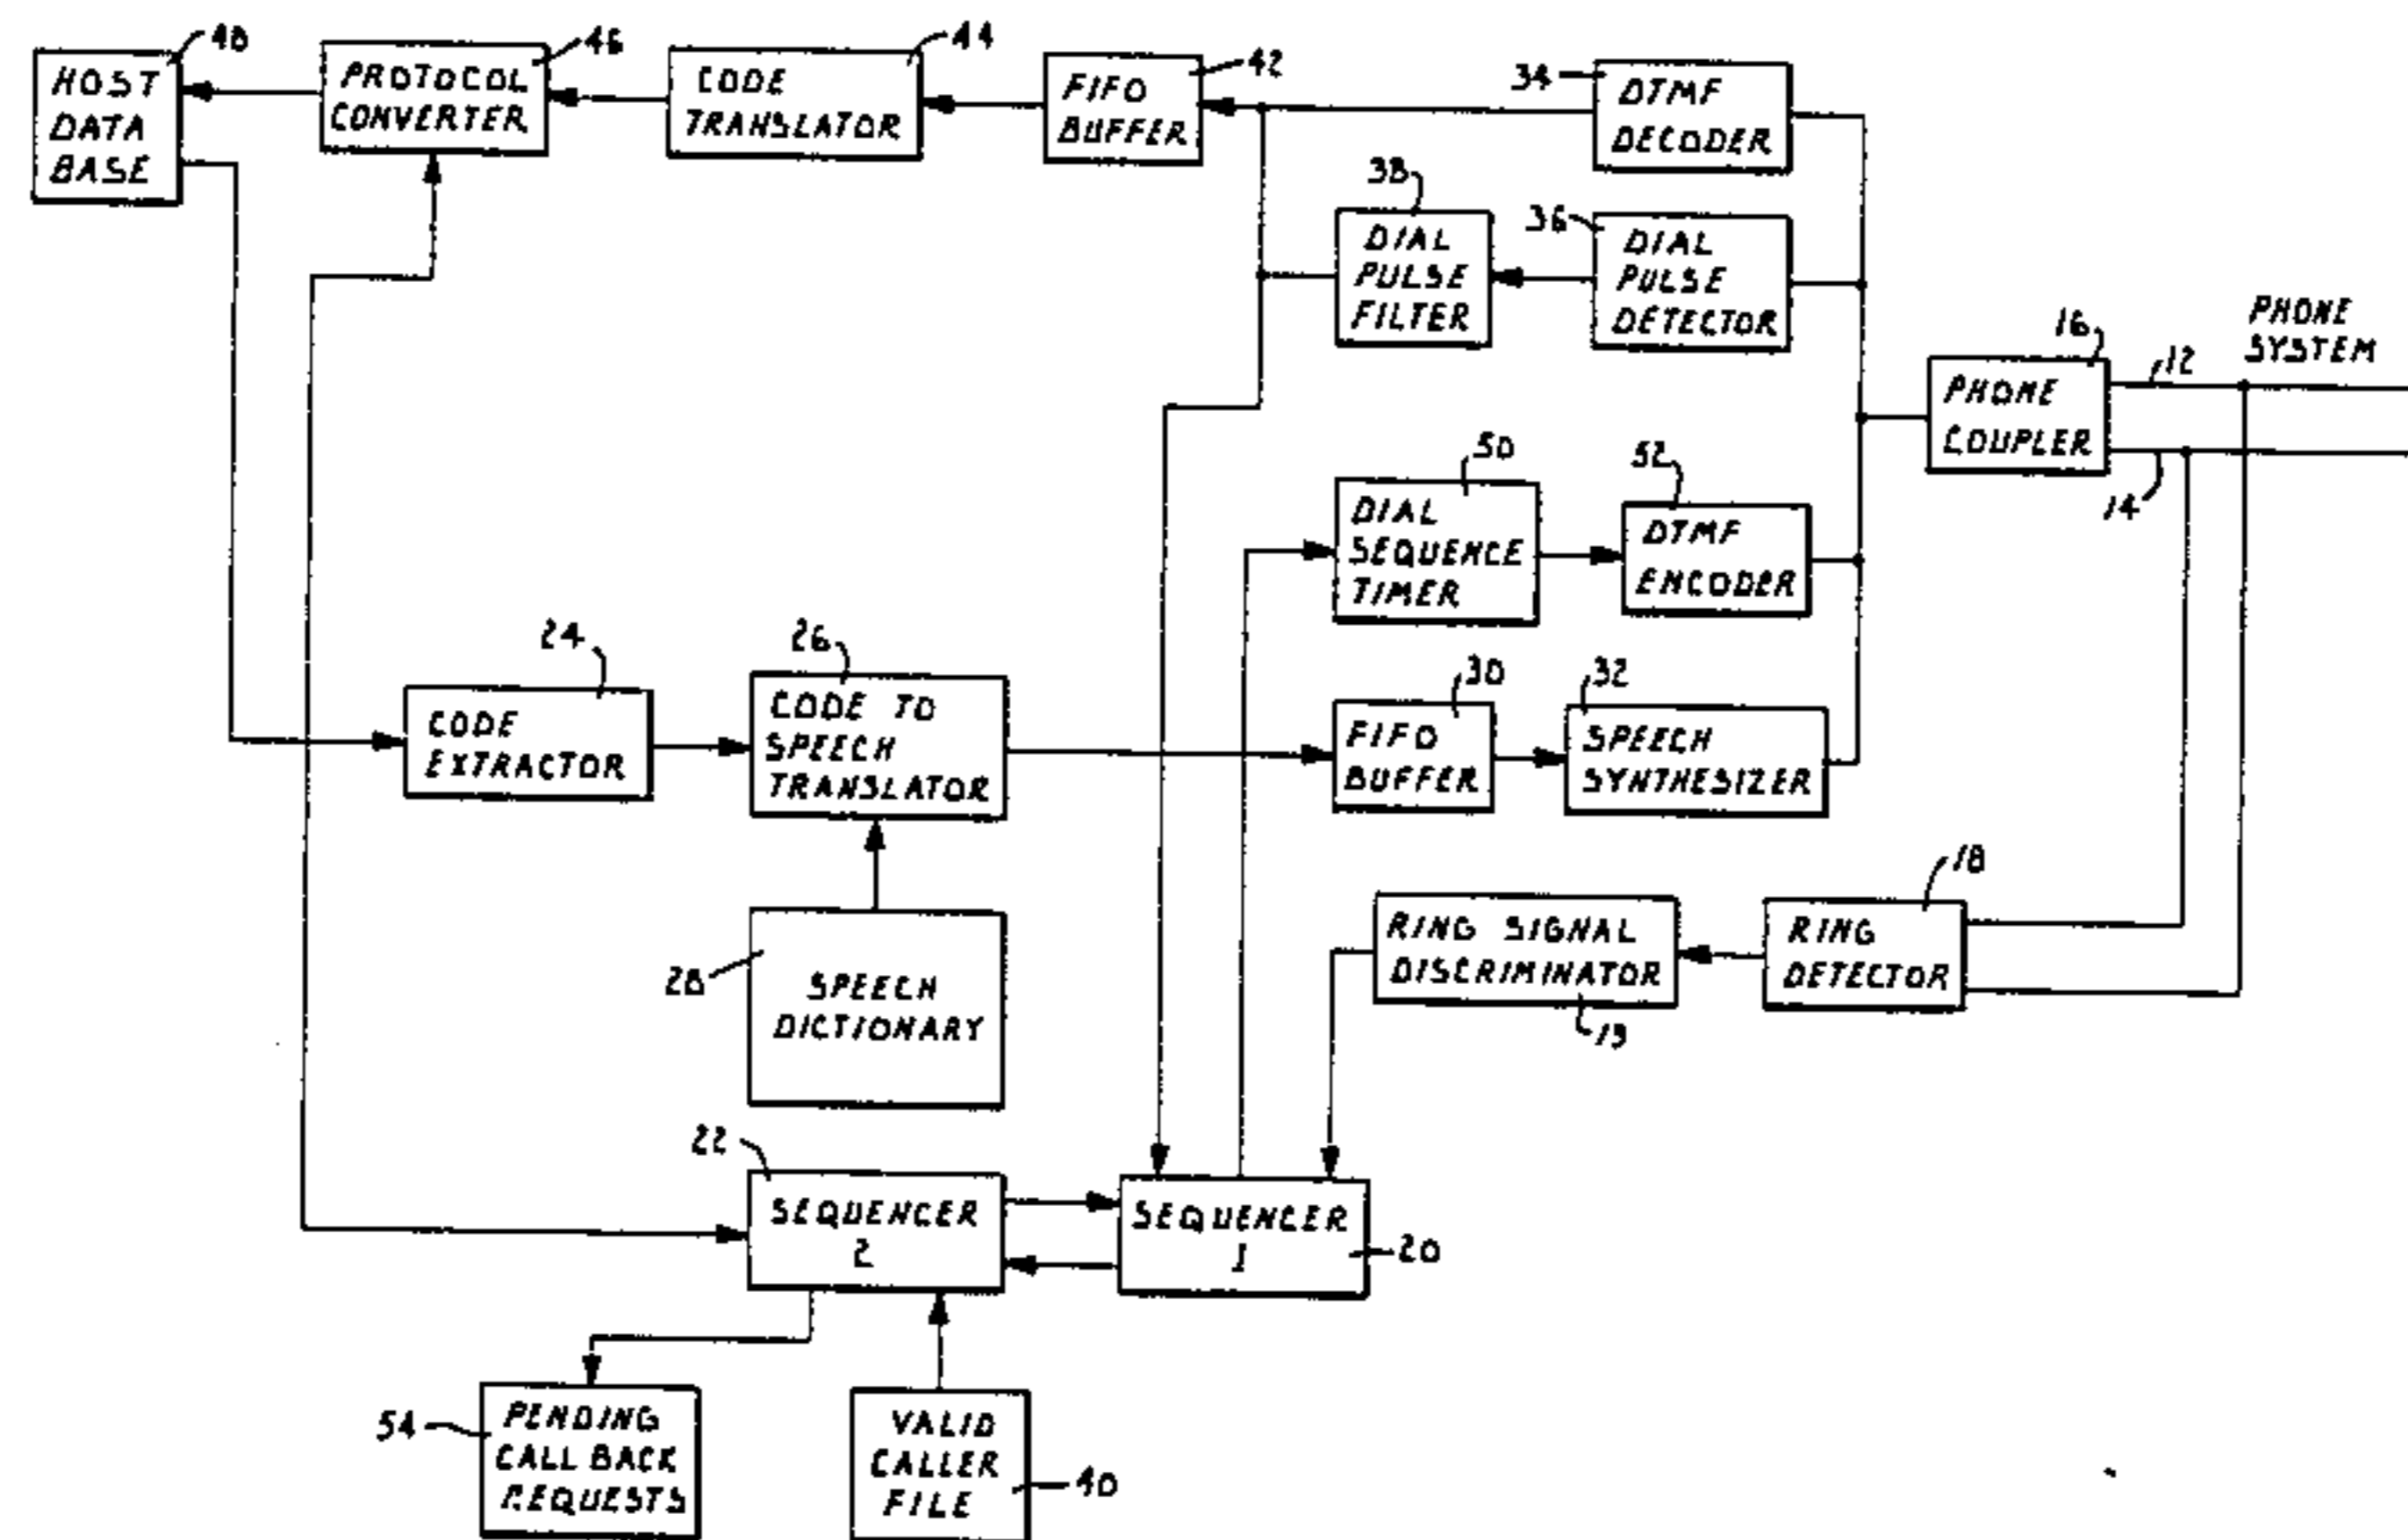 48
HOST
DATA
BASE
46
PROTOCOL
CONVERTER
44
CODE
TRANSLATOR
42
FIFO
BUFFER
34
DTMF
DECODER
38
DIAL
PULSE
FILTER
36
DIAL
PULSE
DETECTOR
16
PHONE
COUPLER
12
14
PHONE
SYSTEM
50
DIAL
SEQUENCE
TIMER
52
DTMF
ENCODER
24
CODE
EXTRACTOR
26
CODE TO
SPEECH
TRANSLATOR
30
FIFO
BUFFER
32
SPEECH
SYNTHESIZER
28
SPEECH
DICTIONARY
RING SIGNAL
DISCRIMINATOR
19
18
RING
DETECTOR
22
SEQUENCER
2
SEQUENCER
1
20
54
PENDING
CALL BACK
REQUESTS
VALID
CALLER
FILE
40